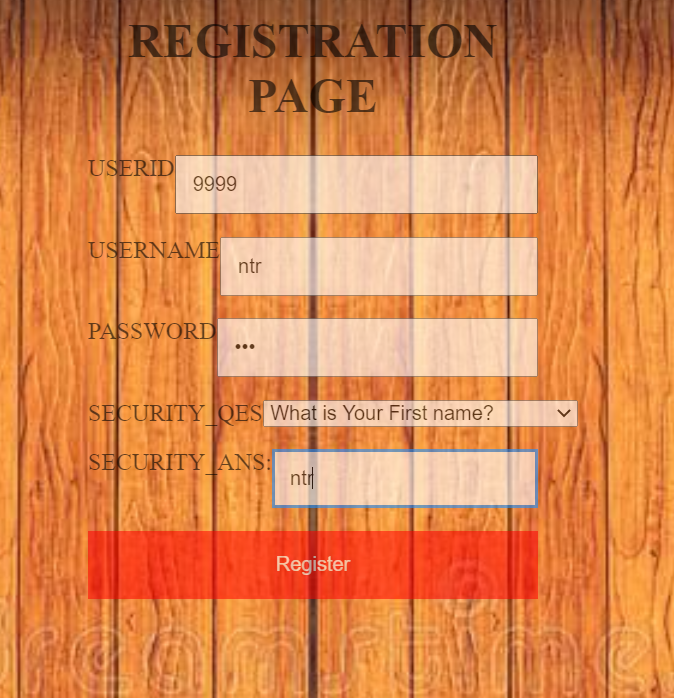 REGISTRATION
PAGE
USERID 9999
USERNAME ntr
PASSWORD •••
SECURITY_QES What is Your First name?
SECURITY_ANS: ntr
Register
dreamstime